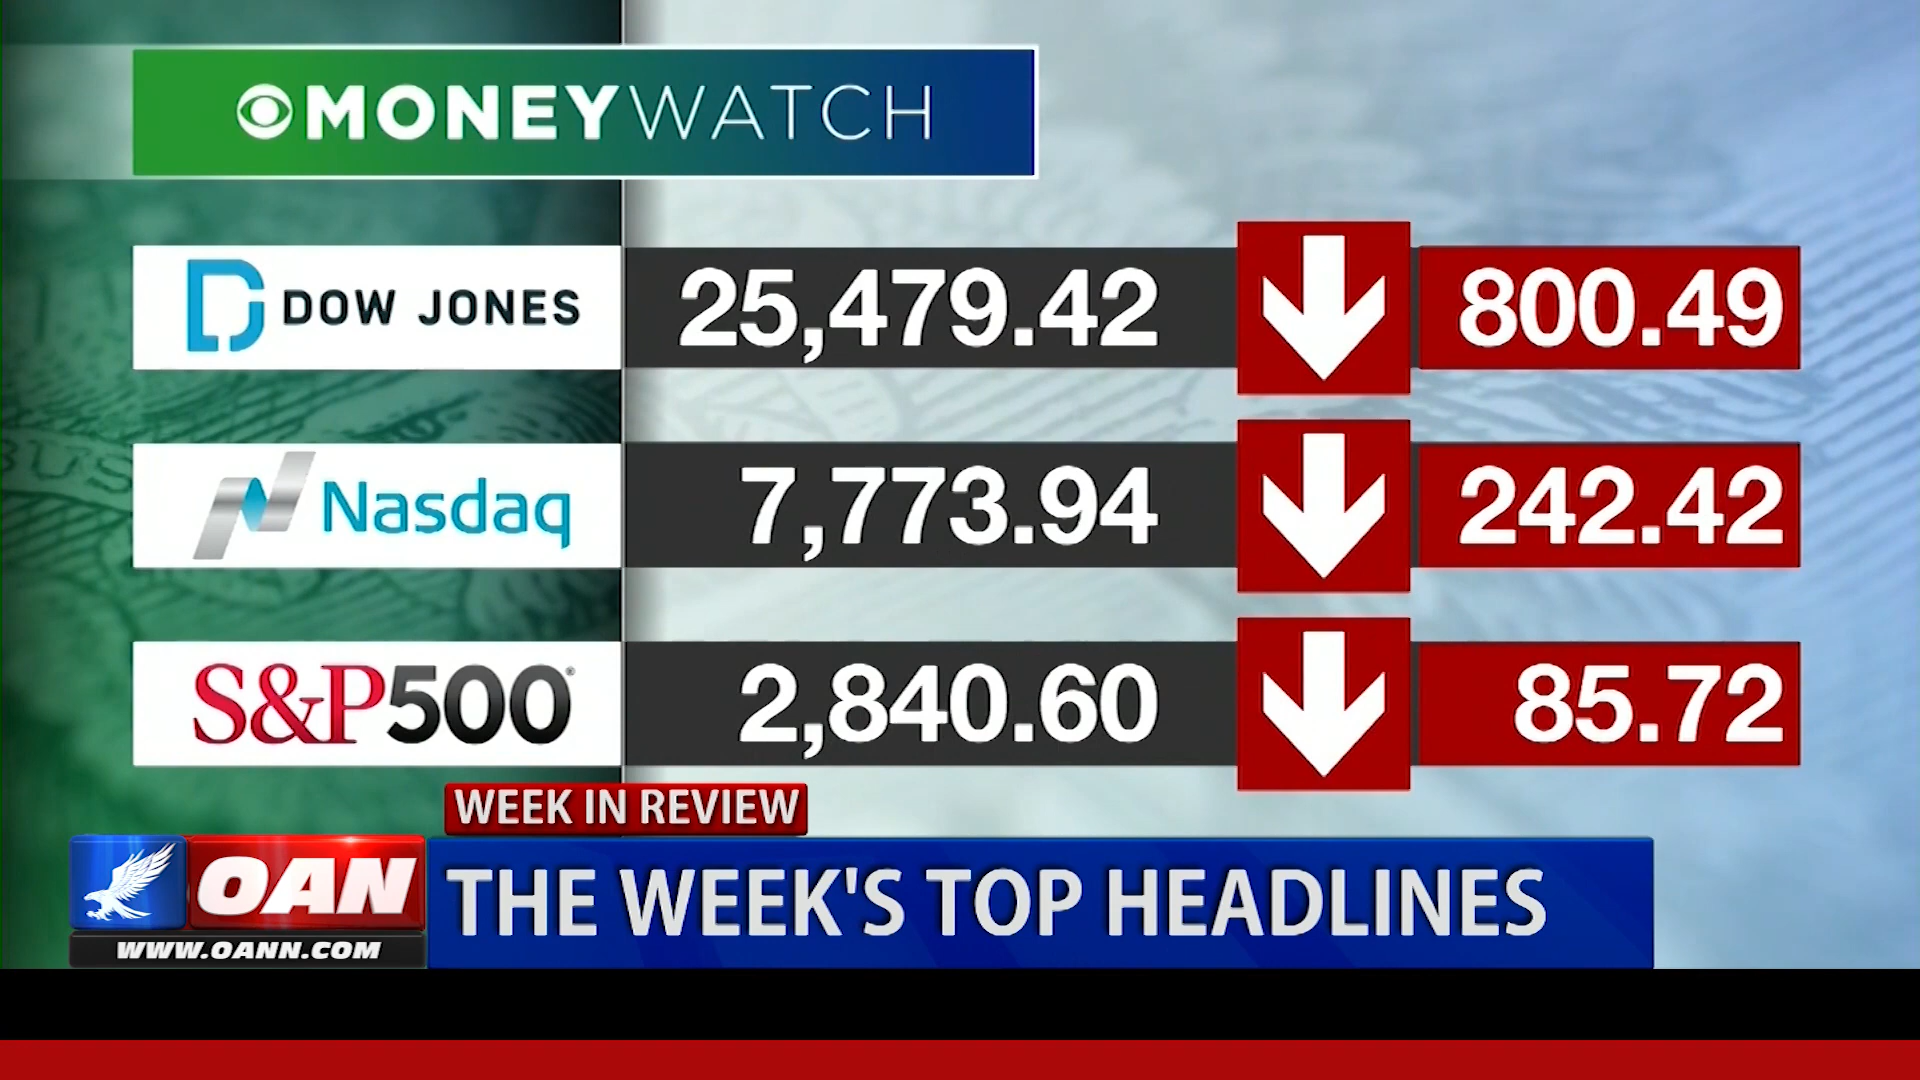 MONEYWATCH
DOW JONES 25,479.42 800.49
Nasdaq 7,773.94 242.42
S&P500® 2,840.60 85.72
WEEK IN REVIEW
OAN THE WEEK'S TOP HEADLINES
WWW.OANN.COM